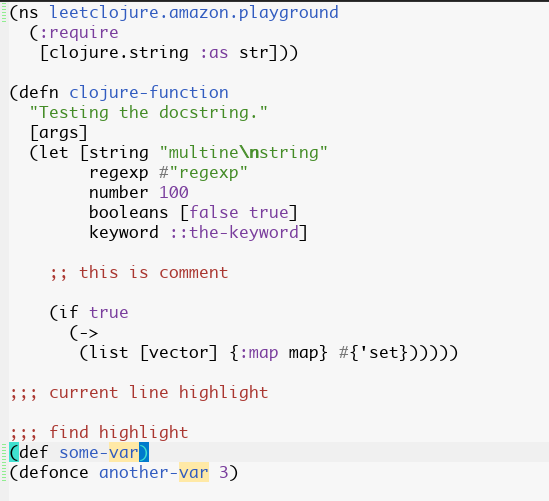 (ns leetclojure.amazon.playground
  (:require
   [clojure.string :as str]))

(defn clojure-function
  "Testing the docstring."
  [args]
  (let [string "multine\nstring"
        regexp #"regexp"
        number 100
        booleans [false true]
        keyword ::the-keyword]

    ;; this is comment

    (if true
      (->
       (list [vector] {:map map} #{'set})))))

;;; current line highlight

;;; find highlight
(def some-var)
(defonce another-var 3)